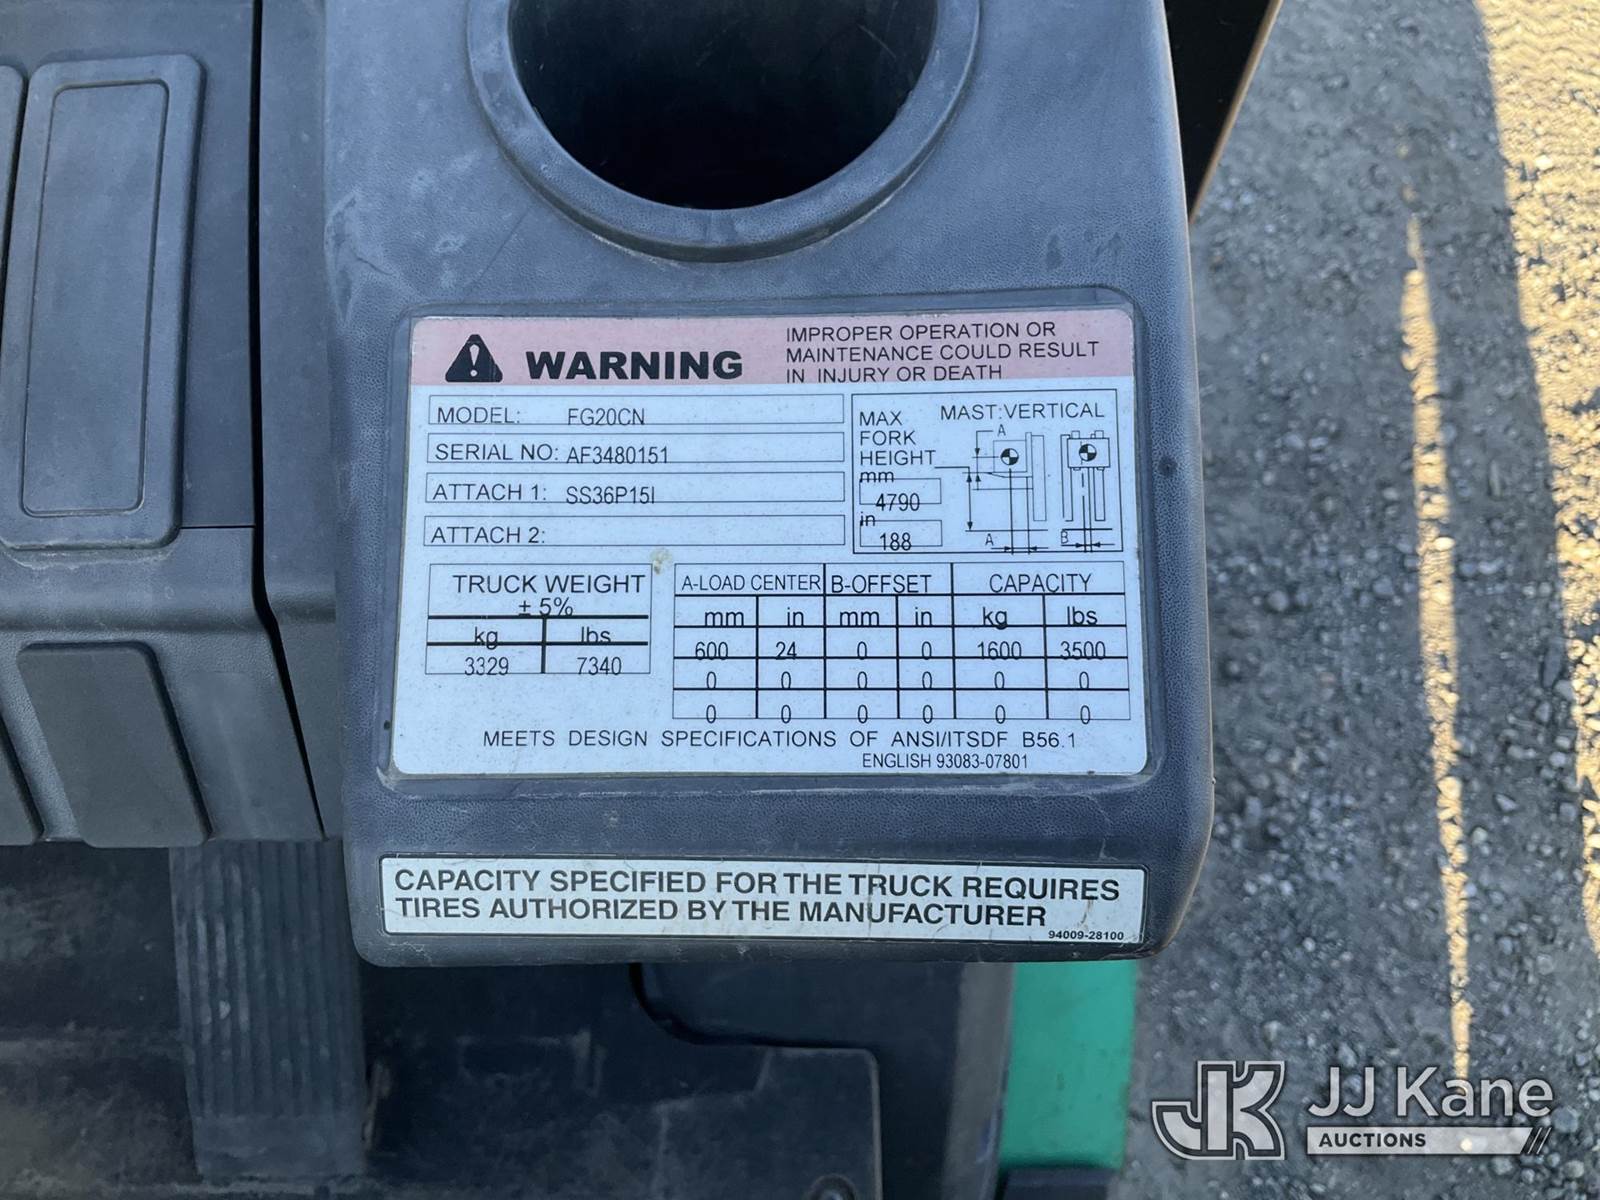 WARNING
IMPROPER OPERATION OR
MAINTENANCE COULD RESULT
IN INJURY OR DEATH
MODEL: FG20CN
SERIAL NO: AF3480151
ATTACH 1: SS36P15I
ATTACH 2:
MAX
FORK
HEIGHT
mm
4790
in
188
MAST:VERTICAL
A
A
B
TRUCK WEIGHT
± 5%
kg lbs
3329 7340
A-LOAD CENTER B-OFFSET CAPACITY
mm in mm in kg lbs
600 24 0 0 1600 3500
0 0 0 0 0 0
0 0 0 0 0 0
MEETS DESIGN SPECIFICATIONS OF ANSI/ITSDF B56.1
ENGLISH 93083-07801
CAPACITY SPECIFIED FOR THE TRUCK REQUIRES
TIRES AUTHORIZED BY THE MANUFACTURER
94009-28100
JK JJ Kane
AUCTIONS